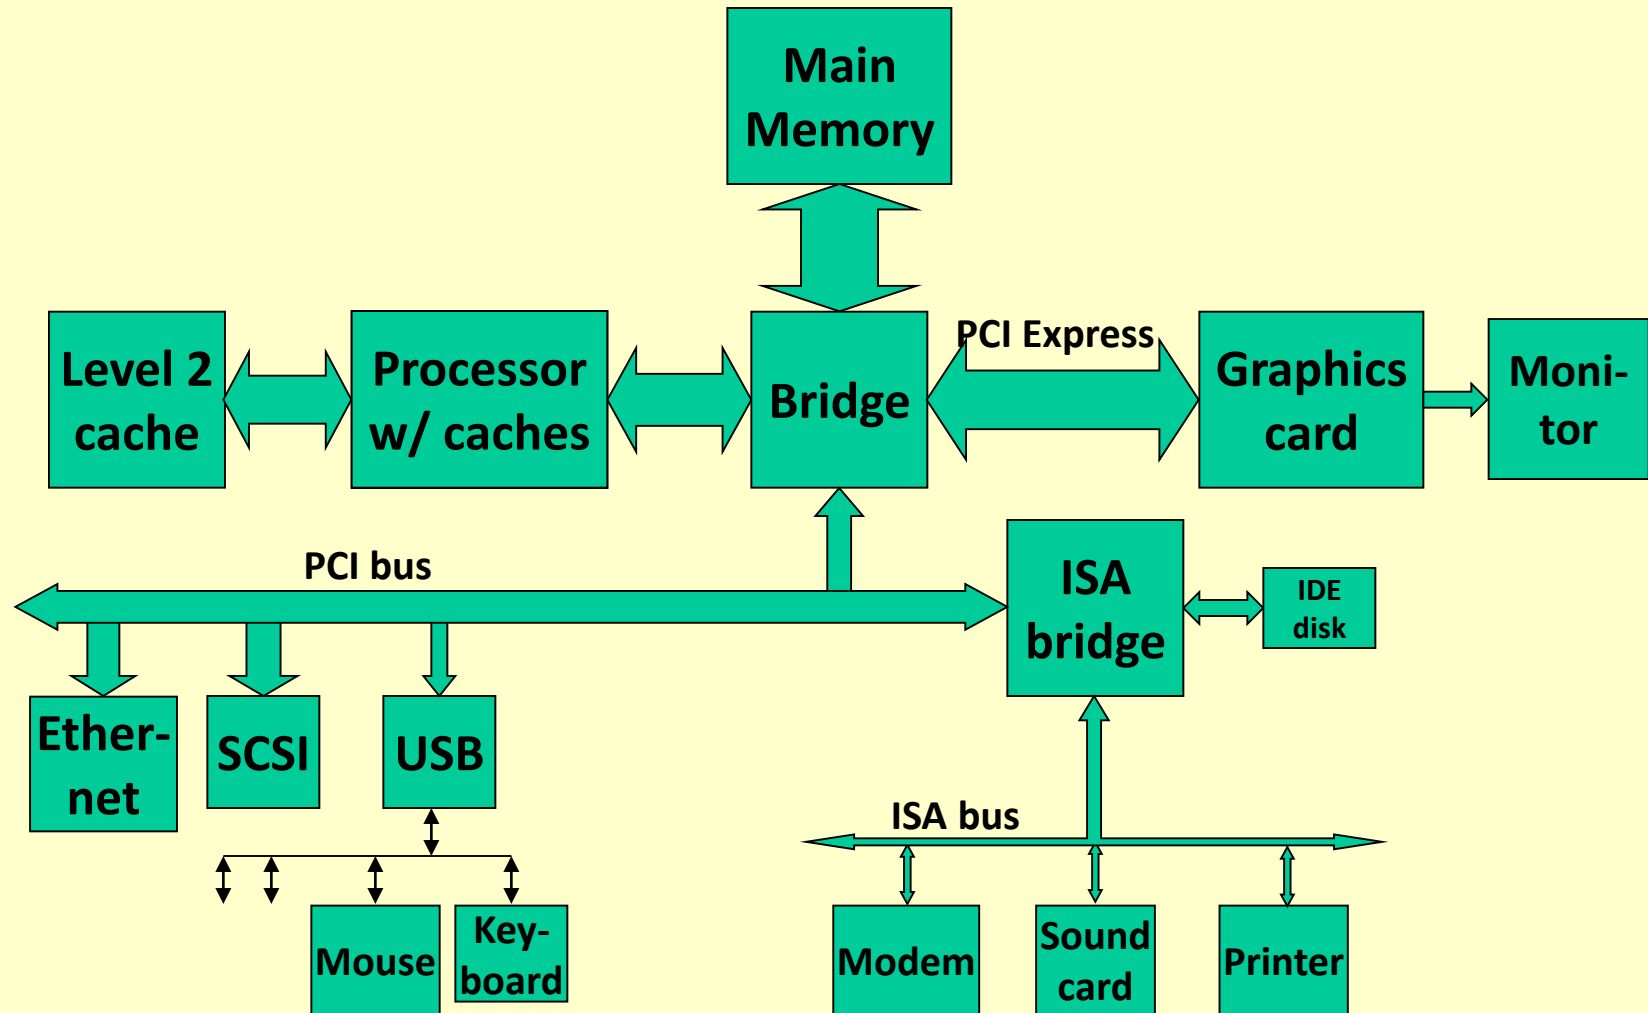 Main
Memory
Level 2
cache
Processor
w/ caches
Bridge
PCI Express
Graphics
card
Moni-
tor
PCI bus
ISA
bridge
IDE
disk
Ether-
net
SCSI
USB
ISA bus
Mouse
Key-
board
Modem
Sound
card
Printer